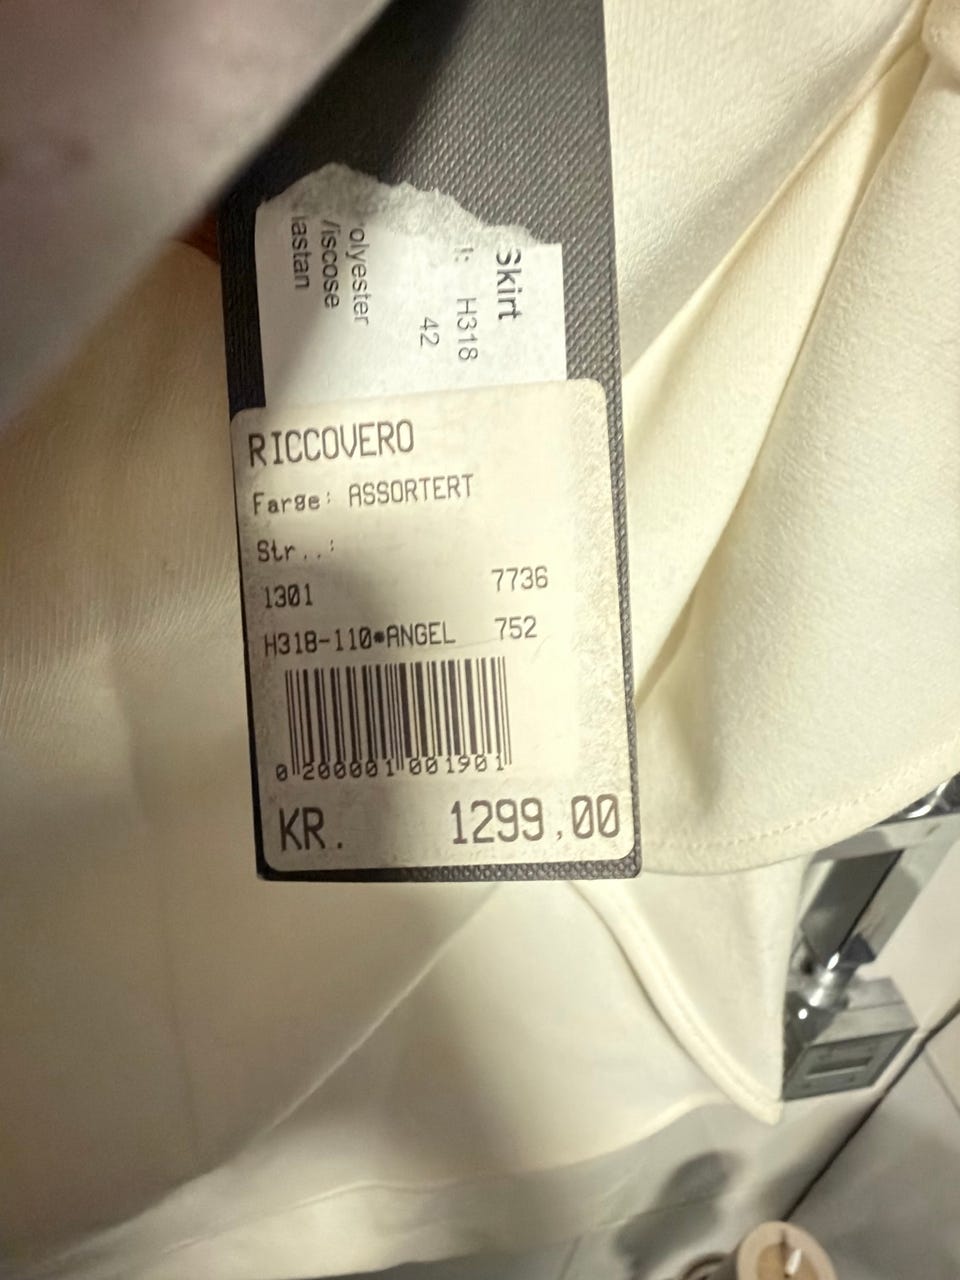 Skirt
H318
42
olyester
iscose
lastan
RICCOVERO
Farge: ASSORTERT
Str..:
1301 7736
H318-110*ANGEL 752
0 200001 001901
KR. 1299,00